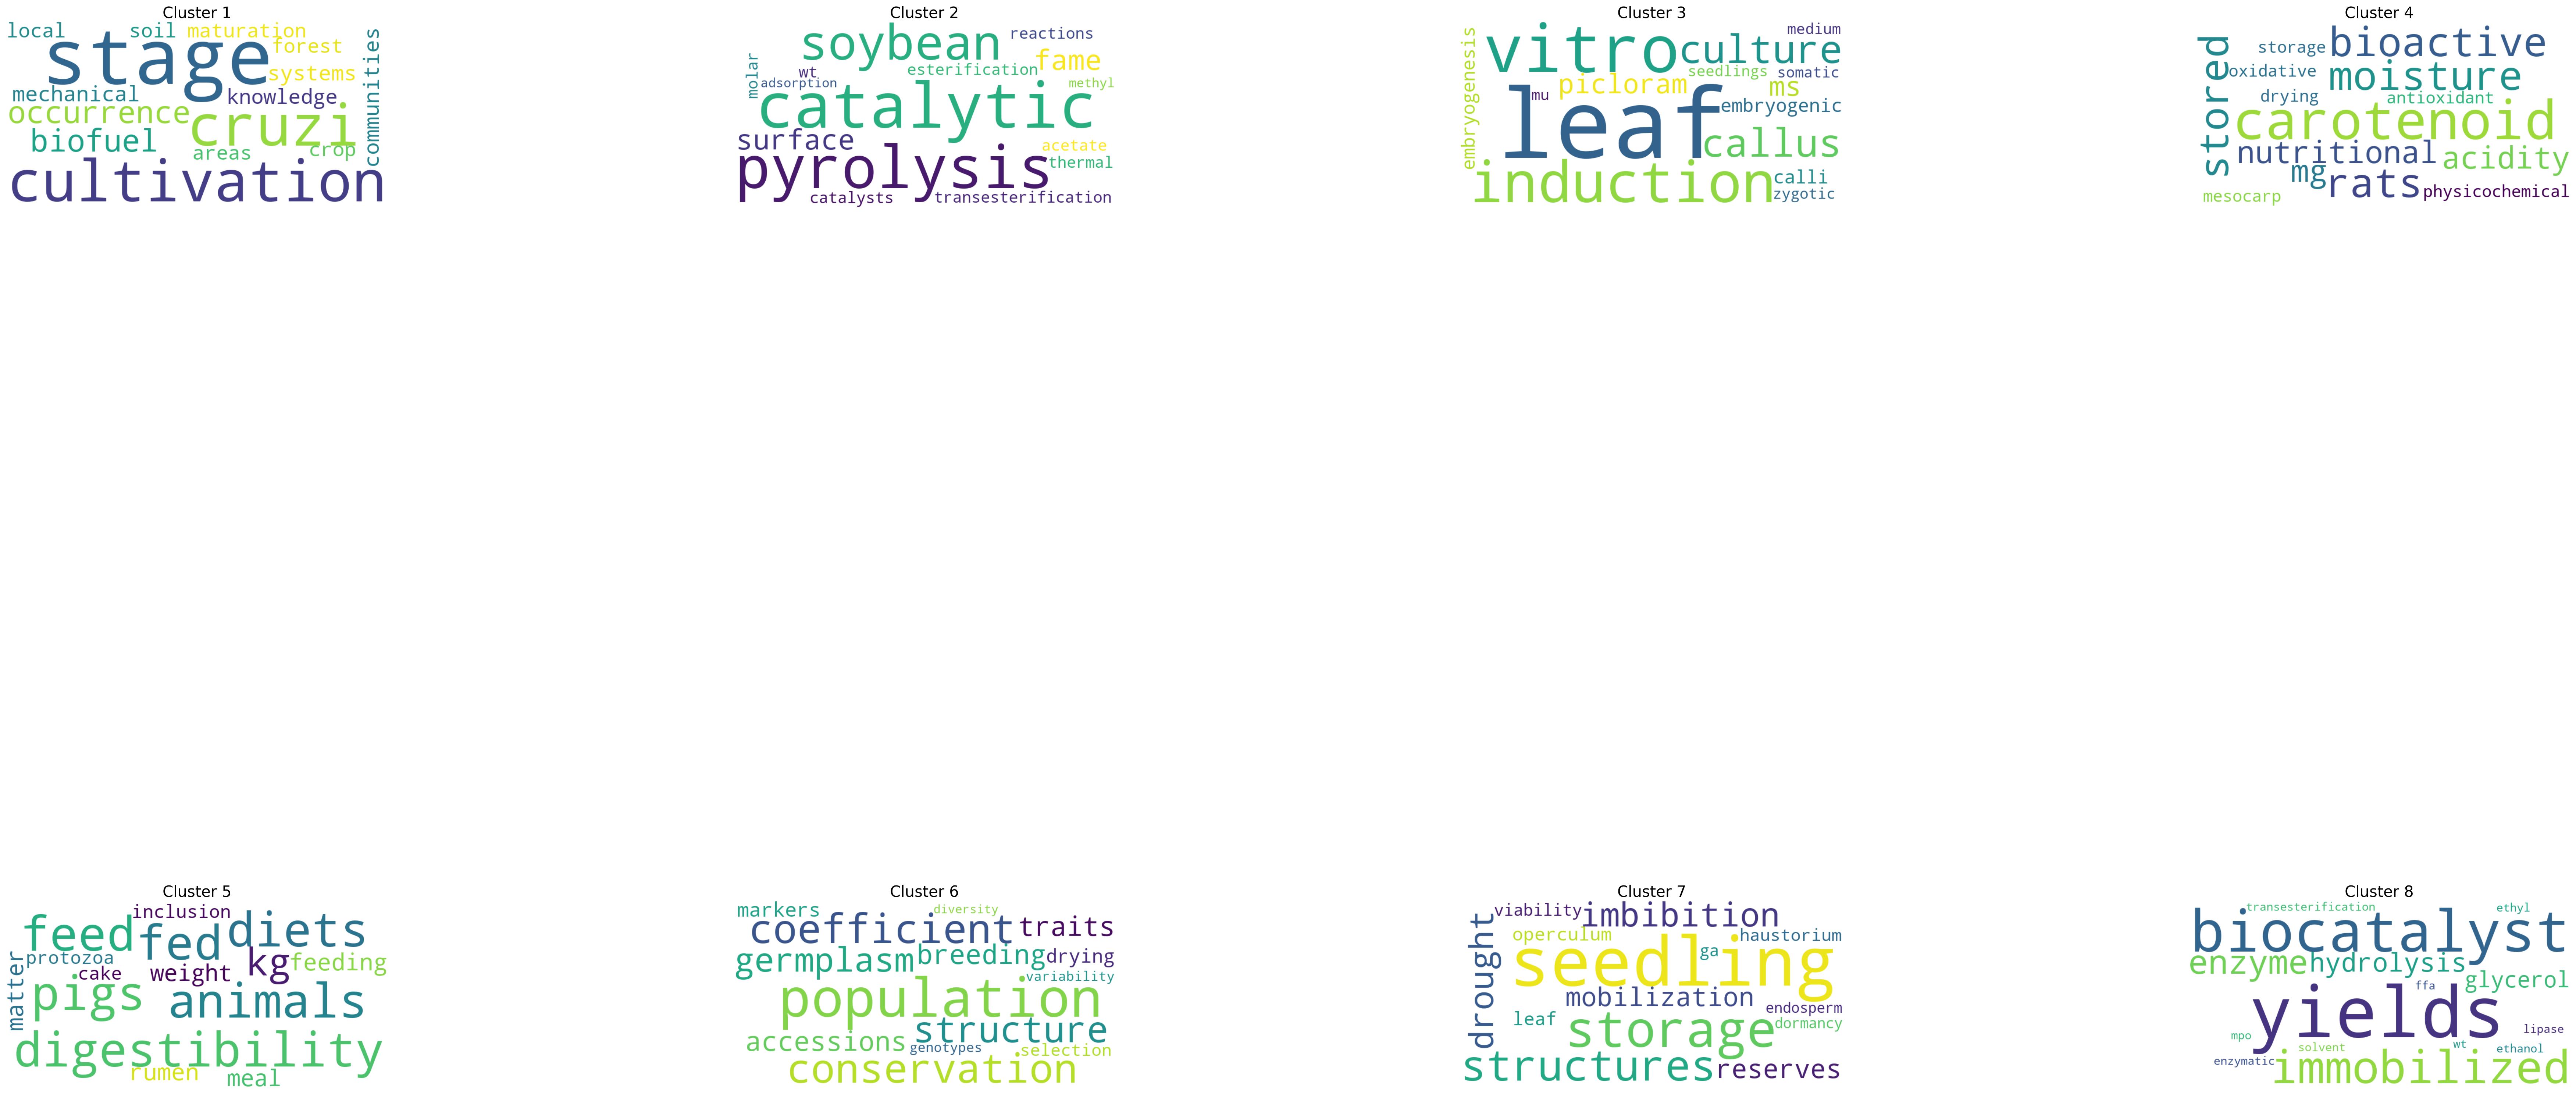 Cluster 1
local soil maturation
stage forest
systems
mechanical knowledge
occurrence cruzi
biofuel
areas crop
communities
cultivation
Cluster 2
soybean reactions
fame
molar wt esterification
adsorption methyl
catalytic
surface acetate
pyrolysis thermal
catalysts transesterification
Cluster 3
embryogenesis vitro medium
culture
picloram seedlings somatic
mu ms
leaf embryogenic
callus
induction calli
zygotic
Cluster 4
stored storage bioactive
oxidative moisture
drying antioxidant
carotenoid
nutritional acidity
mg rats physicochemical
mesocarp
Cluster 5
inclusion
feed fed diets
protozoa kg feeding
matter cake weight
pigs animals
digestibility
rumen meal
Cluster 6
markers diversity
coefficient traits
germplasm breeding drying
variability
population
structure
accessions genotypes selection
conservation
Cluster 7
viability imbibition
drought operculum haustorium
seedling ga
mobilization
endosperm
leaf storage dormancy
structures reserves
Cluster 8
transesterification ethyl
biocatalyst
enzyme hydrolysis
ffa glycerol
yields
lipase
mpo solvent wt ethanol
enzymatic immobilized